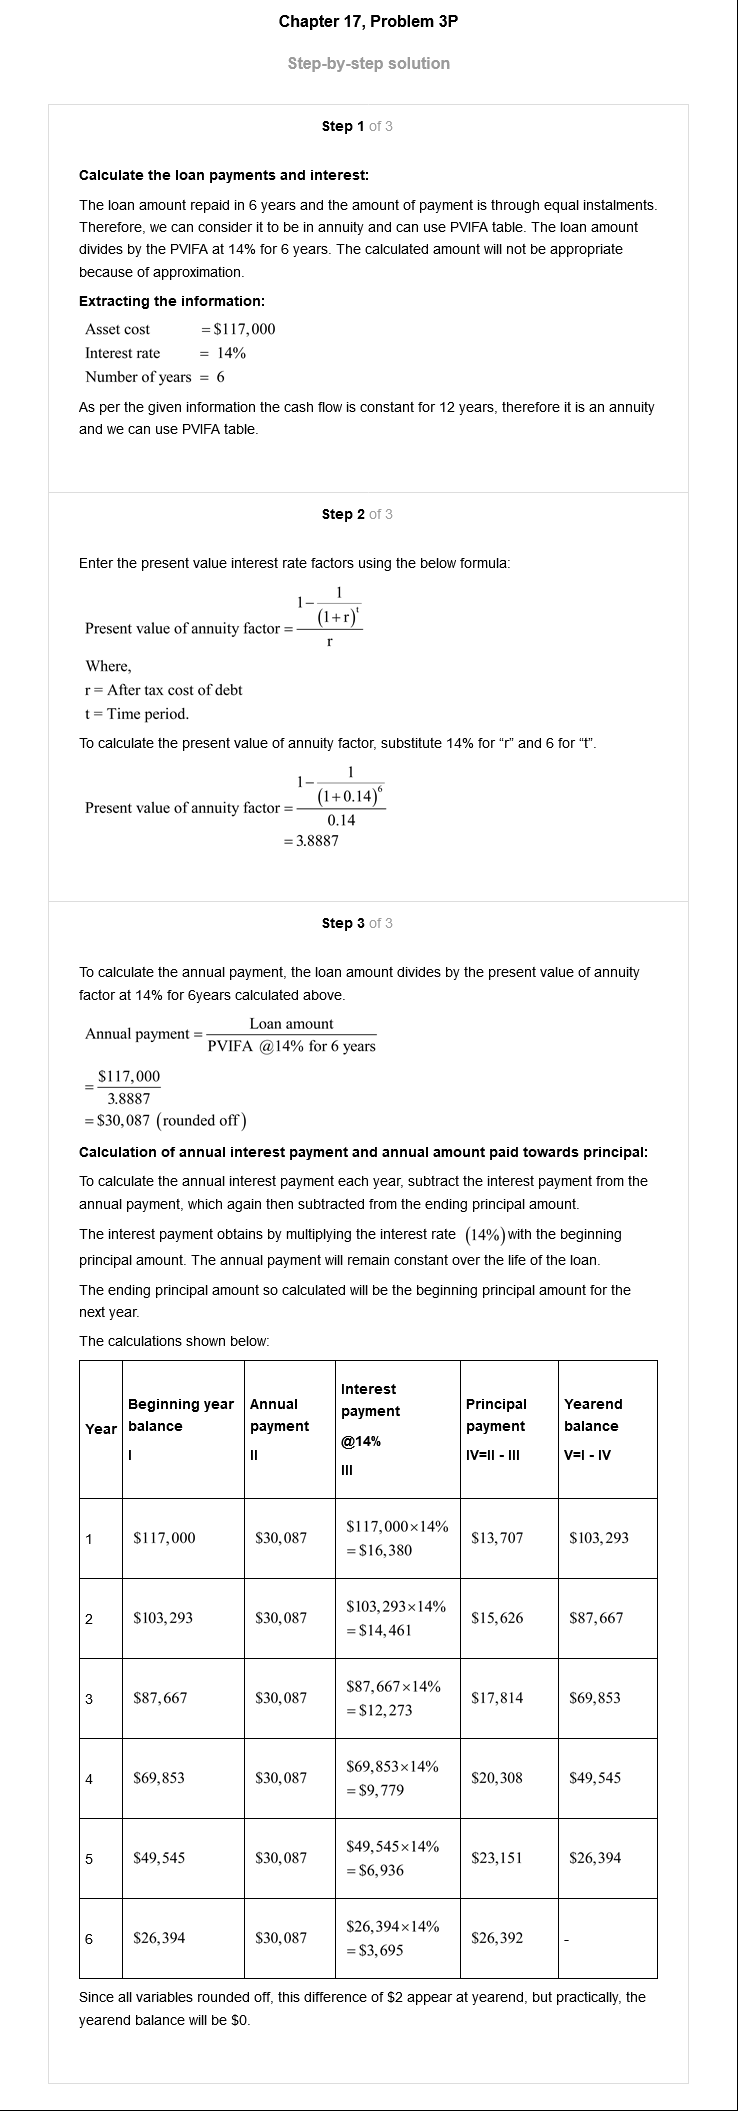 Chapter 17, Problem 3P
Step-by-step solution
Step 1 of 3
Calculate the loan payments and interest:
The loan amount repaid in 6 years and the amount of payment is through equal instalments.
Therefore, we can consider it to be in annuity and can use PVIFA table. The loan amount
divides by the PVIFA at 14% for 6 years. The calculated amount will not be appropriate
because of approximation.
Extracting the information:
Asset cost = $117,000
Interest rate = 14%
Number of years = 6
As per the given information the cash flow is constant for 12 years, therefore it is an annuity
and we can use PVIFA table.
Step 2 of 3
Enter the present value interest rate factors using the below formula:
1
1−
(1+r)^t
Present value of annuity factor =
r
Where,
r = After tax cost of debt
t = Time period.
To calculate the present value of annuity factor, substitute 14% for “r” and 6 for “t”.
1
1−
(1+0.14)^6
Present value of annuity factor =
0.14
= 3.8887
Step 3 of 3
To calculate the annual payment, the loan amount divides by the present value of annuity
factor at 14% for 6years calculated above.
Loan amount
Annual payment =
PVIFA @14% for 6 years
$117,000
=
3.8887
= $30,087 (rounded off)
Calculation of annual interest payment and annual amount paid towards principal:
To calculate the annual interest payment each year, subtract the interest payment from the
annual payment, which again then subtracted from the ending principal amount.
The interest payment obtains by multiplying the interest rate (14%) with the beginning
principal amount. The annual payment will remain constant over the life of the loan.
The ending principal amount so calculated will be the beginning principal amount for the
next year.
The calculations shown below:
Year
Beginning year
balance
I
Annual
payment
II
Interest
payment
@14%
III
Principal
payment
IV=II - III
Yearend
balance
V=I - IV
1 $117,000 $30,087 $117,000×14% $13,707 $103,293
= $16,380
2 $103,293 $30,087 $103,293×14% $15,626 $87,667
= $14,461
3 $87,667 $30,087 $87,667×14% $17,814 $69,853
= $12,273
4 $69,853 $30,087 $69,853×14% $20,308 $49,545
= $9,779
5 $49,545 $30,087 $49,545×14% $23,151 $26,394
= $6,936
6 $26,394 $30,087 $26,394×14% $26,392 -
= $3,695
Since all variables rounded off, this difference of $2 appear at yearend, but practically, the
yearend balance will be $0.